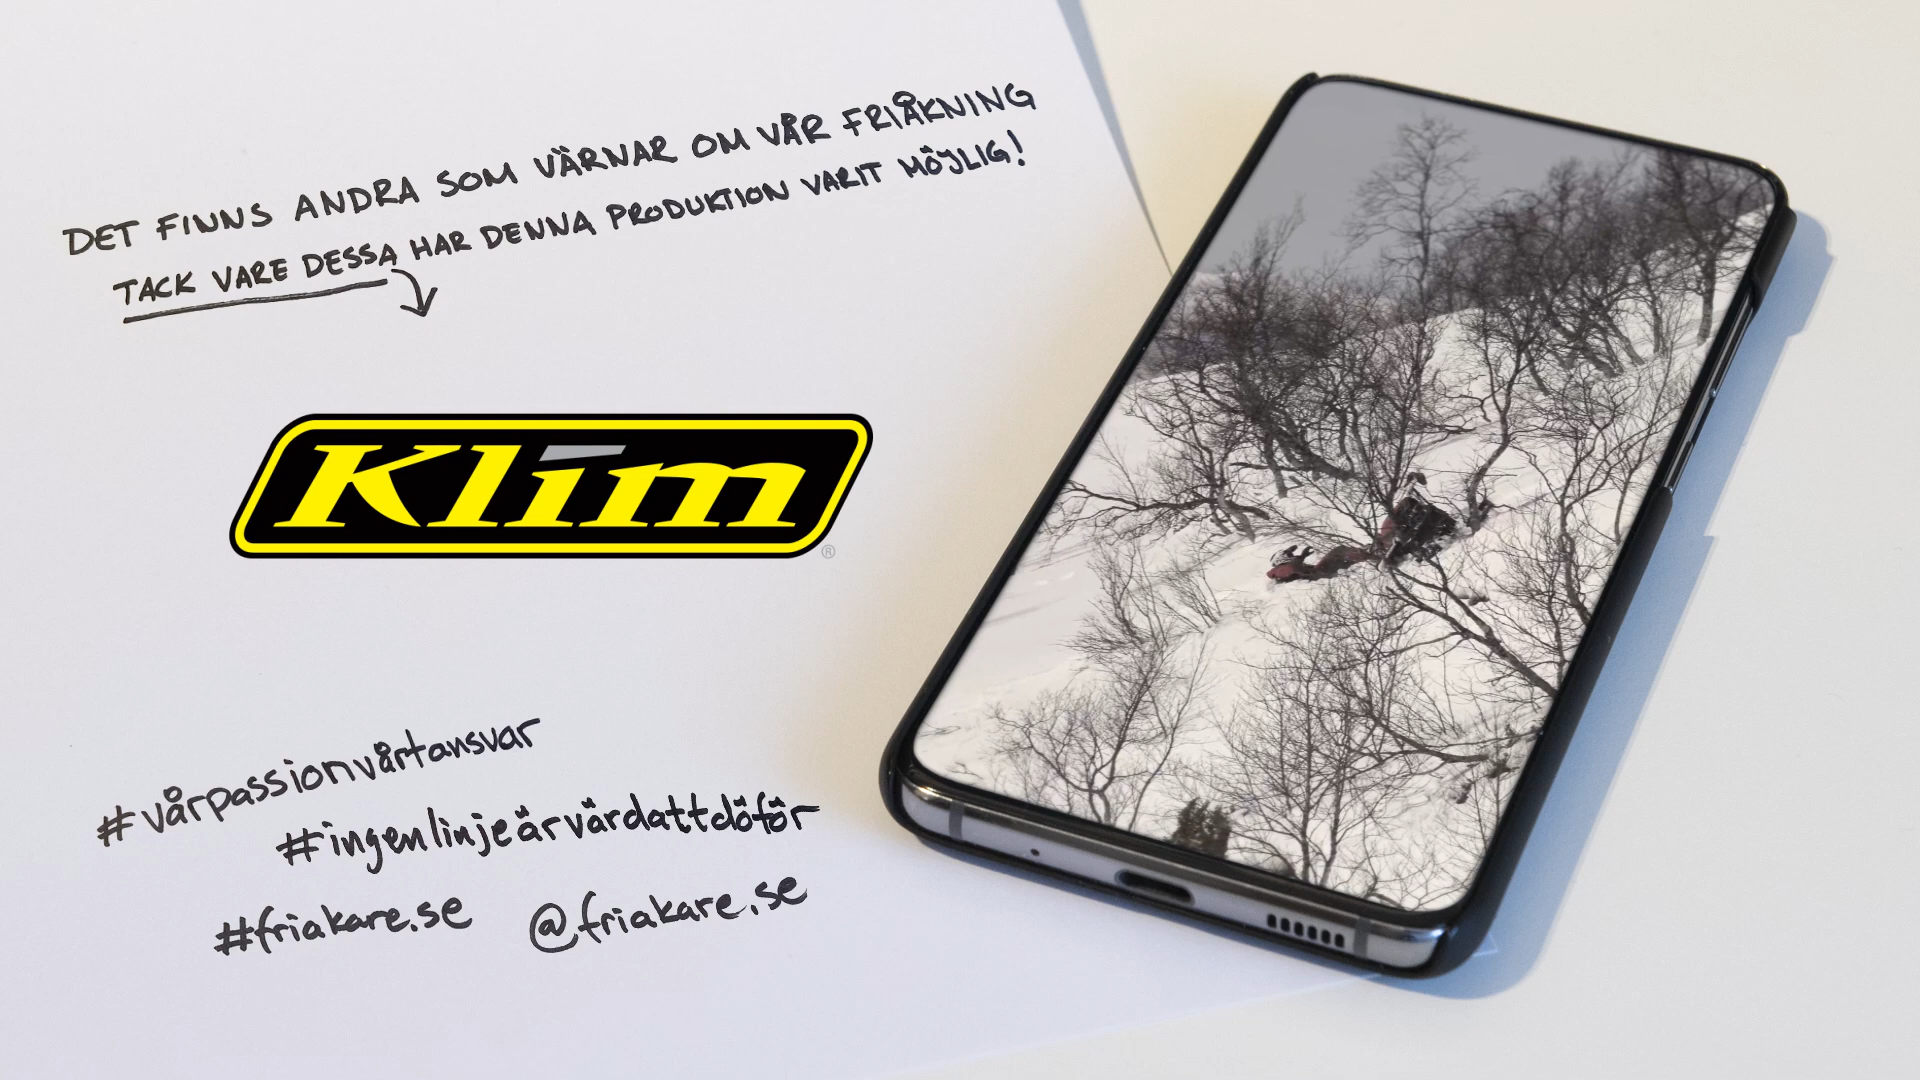 DET FINNS ANDRA SOM VÄRNAR OM VÅR FRIÅKNING
TACK VARE DESSA HAR DENNA PRODUKTION VARIT MÖJLIG!
Klim
®
#vårpassionvårtansvar
#ingenlinjeärvärdattdöför
#friakare.se @friakare.se